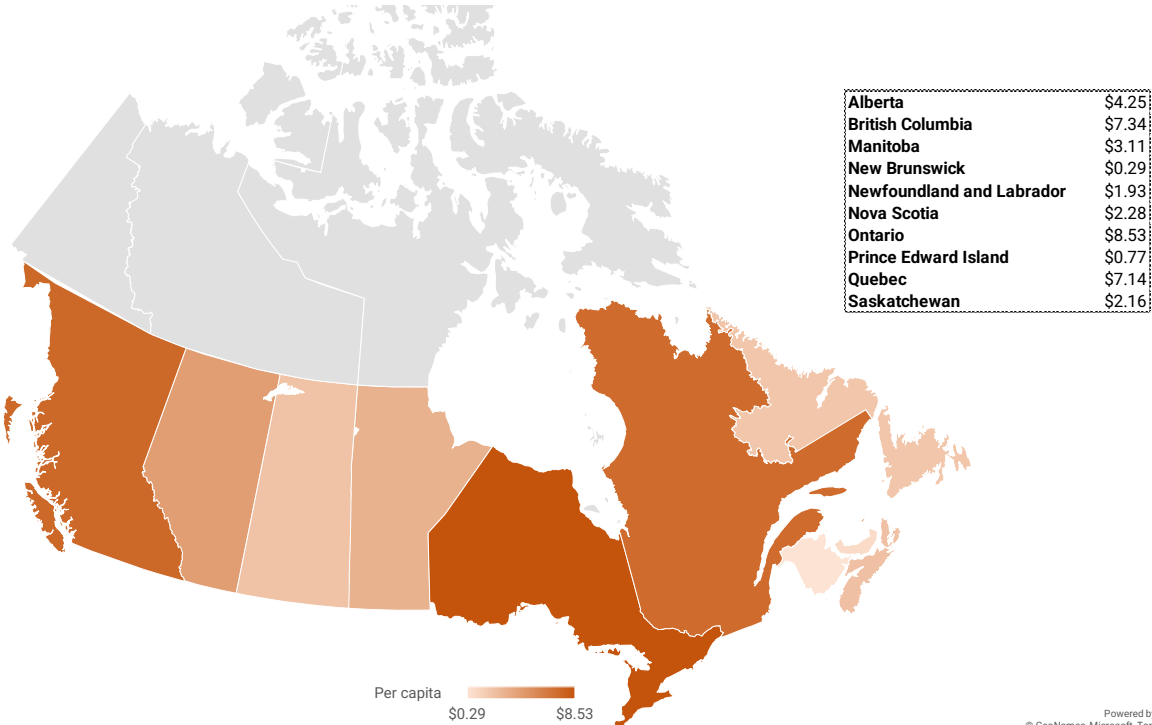 Alberta $4.25
British Columbia $7.34
Manitoba $3.11
New Brunswick $0.29
Newfoundland and Labrador $1.93
Nova Scotia $2.28
Ontario $8.53
Prince Edward Island $0.77
Quebec $7.14
Saskatchewan $2.16
Per capita
$0.29 $8.53
Powered by
© GeoNames, Microsoft,